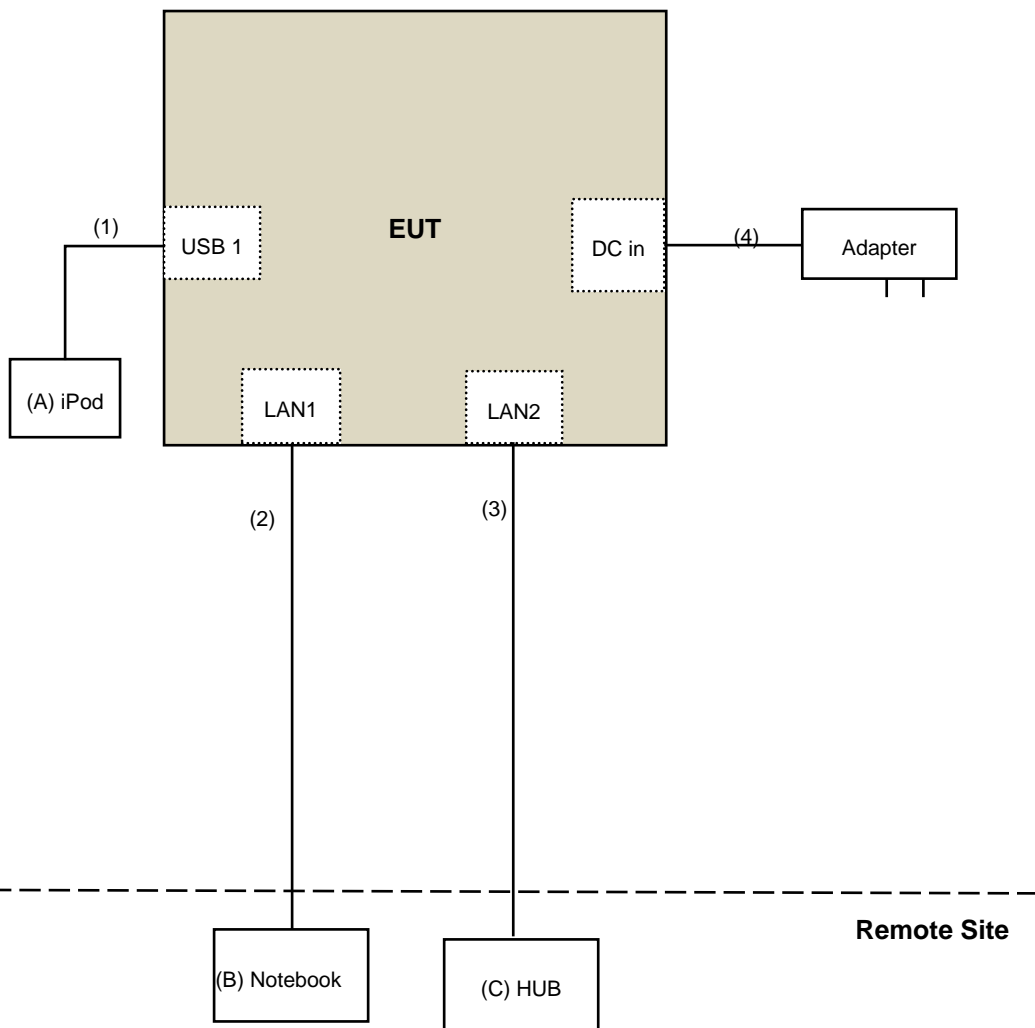 EUT
(1)
USB 1
DC in
(4)
Adapter
(A) iPod
LAN1
LAN2
(2)
(3)
Remote Site
(B) Notebook
(C) HUB